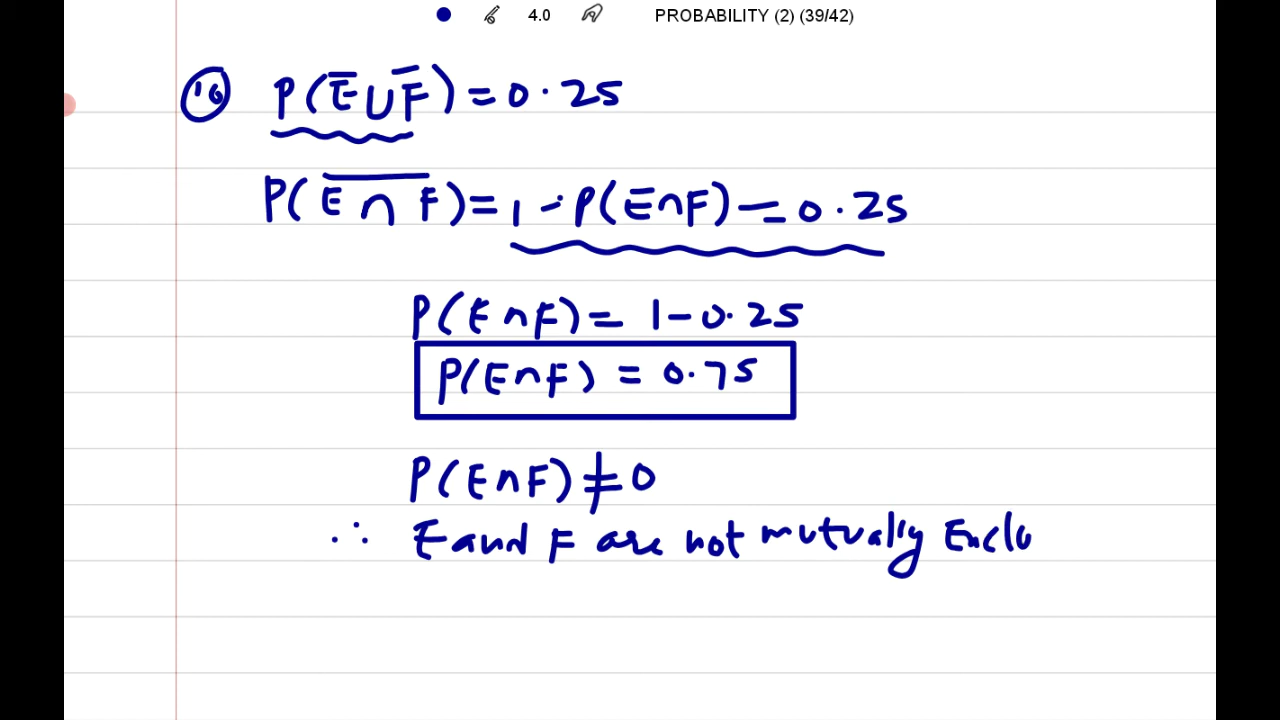 4.0 PROBABILITY (2) (39/42)
16 P(E̅ ∪ F̅) = 0.25
P(E̅ ̅∩̅ ̅F̅) = 1 - P(E∩F) = 0.25
P(E∩F) = 1 - 0.25
P(E∩F) = 0.75
P(E∩F) ≠ 0
∴ E and F are not mutually Exclu